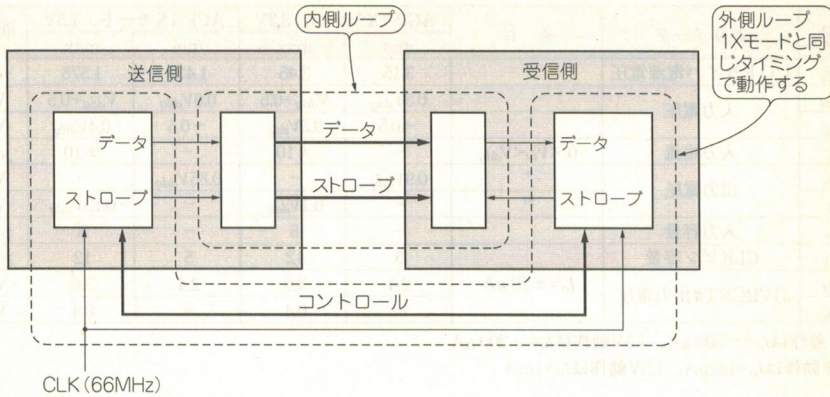 内側ループ
外側ループ
1Xモードと同
じタイミング
で動作する
送信側
受信側
データ
データ
データ
ストローブ
ストローブ
ストローブ
コントロール
CLK(66MHz)